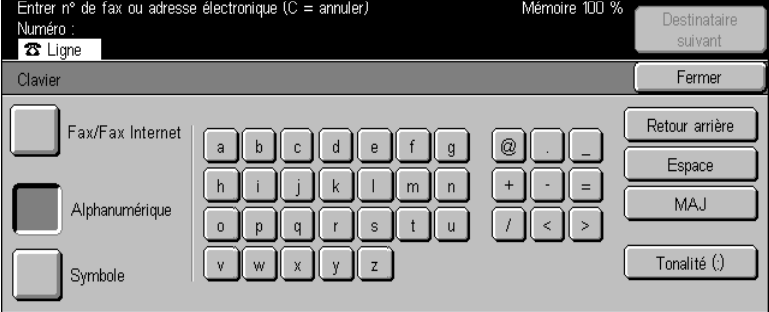 Entrer n° de fax ou adresse électronique (C = annuler) Mémoire 100 %
Numéro :
Ligne
Destinataire
suivant
Clavier Fermer
Fax/Fax Internet
a b c d e f g @ . _
Retour arrière
h i j k l m n + - =
Espace
Alphanumérique
o p q r s t u / < >
MAJ
v w x y z
Symbole
Tonalité (:)